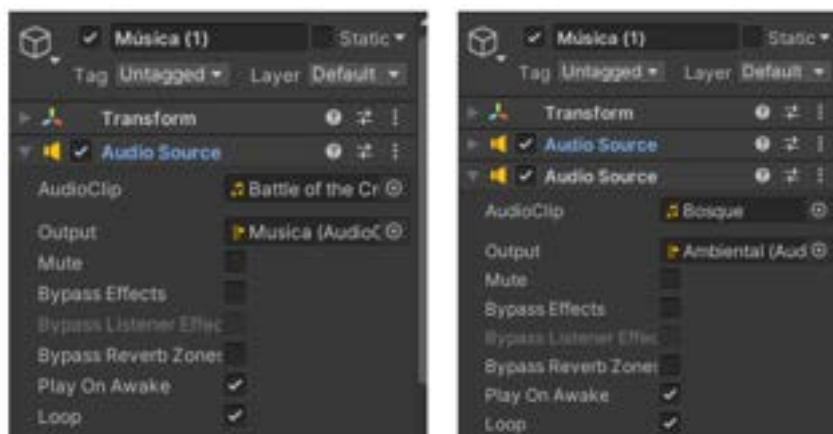 Música (1)
Static
Tag Untagged Layer Default
Transform
Audio Source
AudioClip Battle of the Cr
Output Musica (AudioC
Mute
Bypass Effects
Bypass Listener Effec
Bypass Reverb Zones
Play On Awake
Loop
Música (1)
Static
Tag Untagged Layer Default
Transform
Audio Source
Audio Source
AudioClip Bosque
Output Ambiental (Aud
Mute
Bypass Effects
Bypass Listener Effec
Bypass Reverb Zones
Play On Awake
Loop